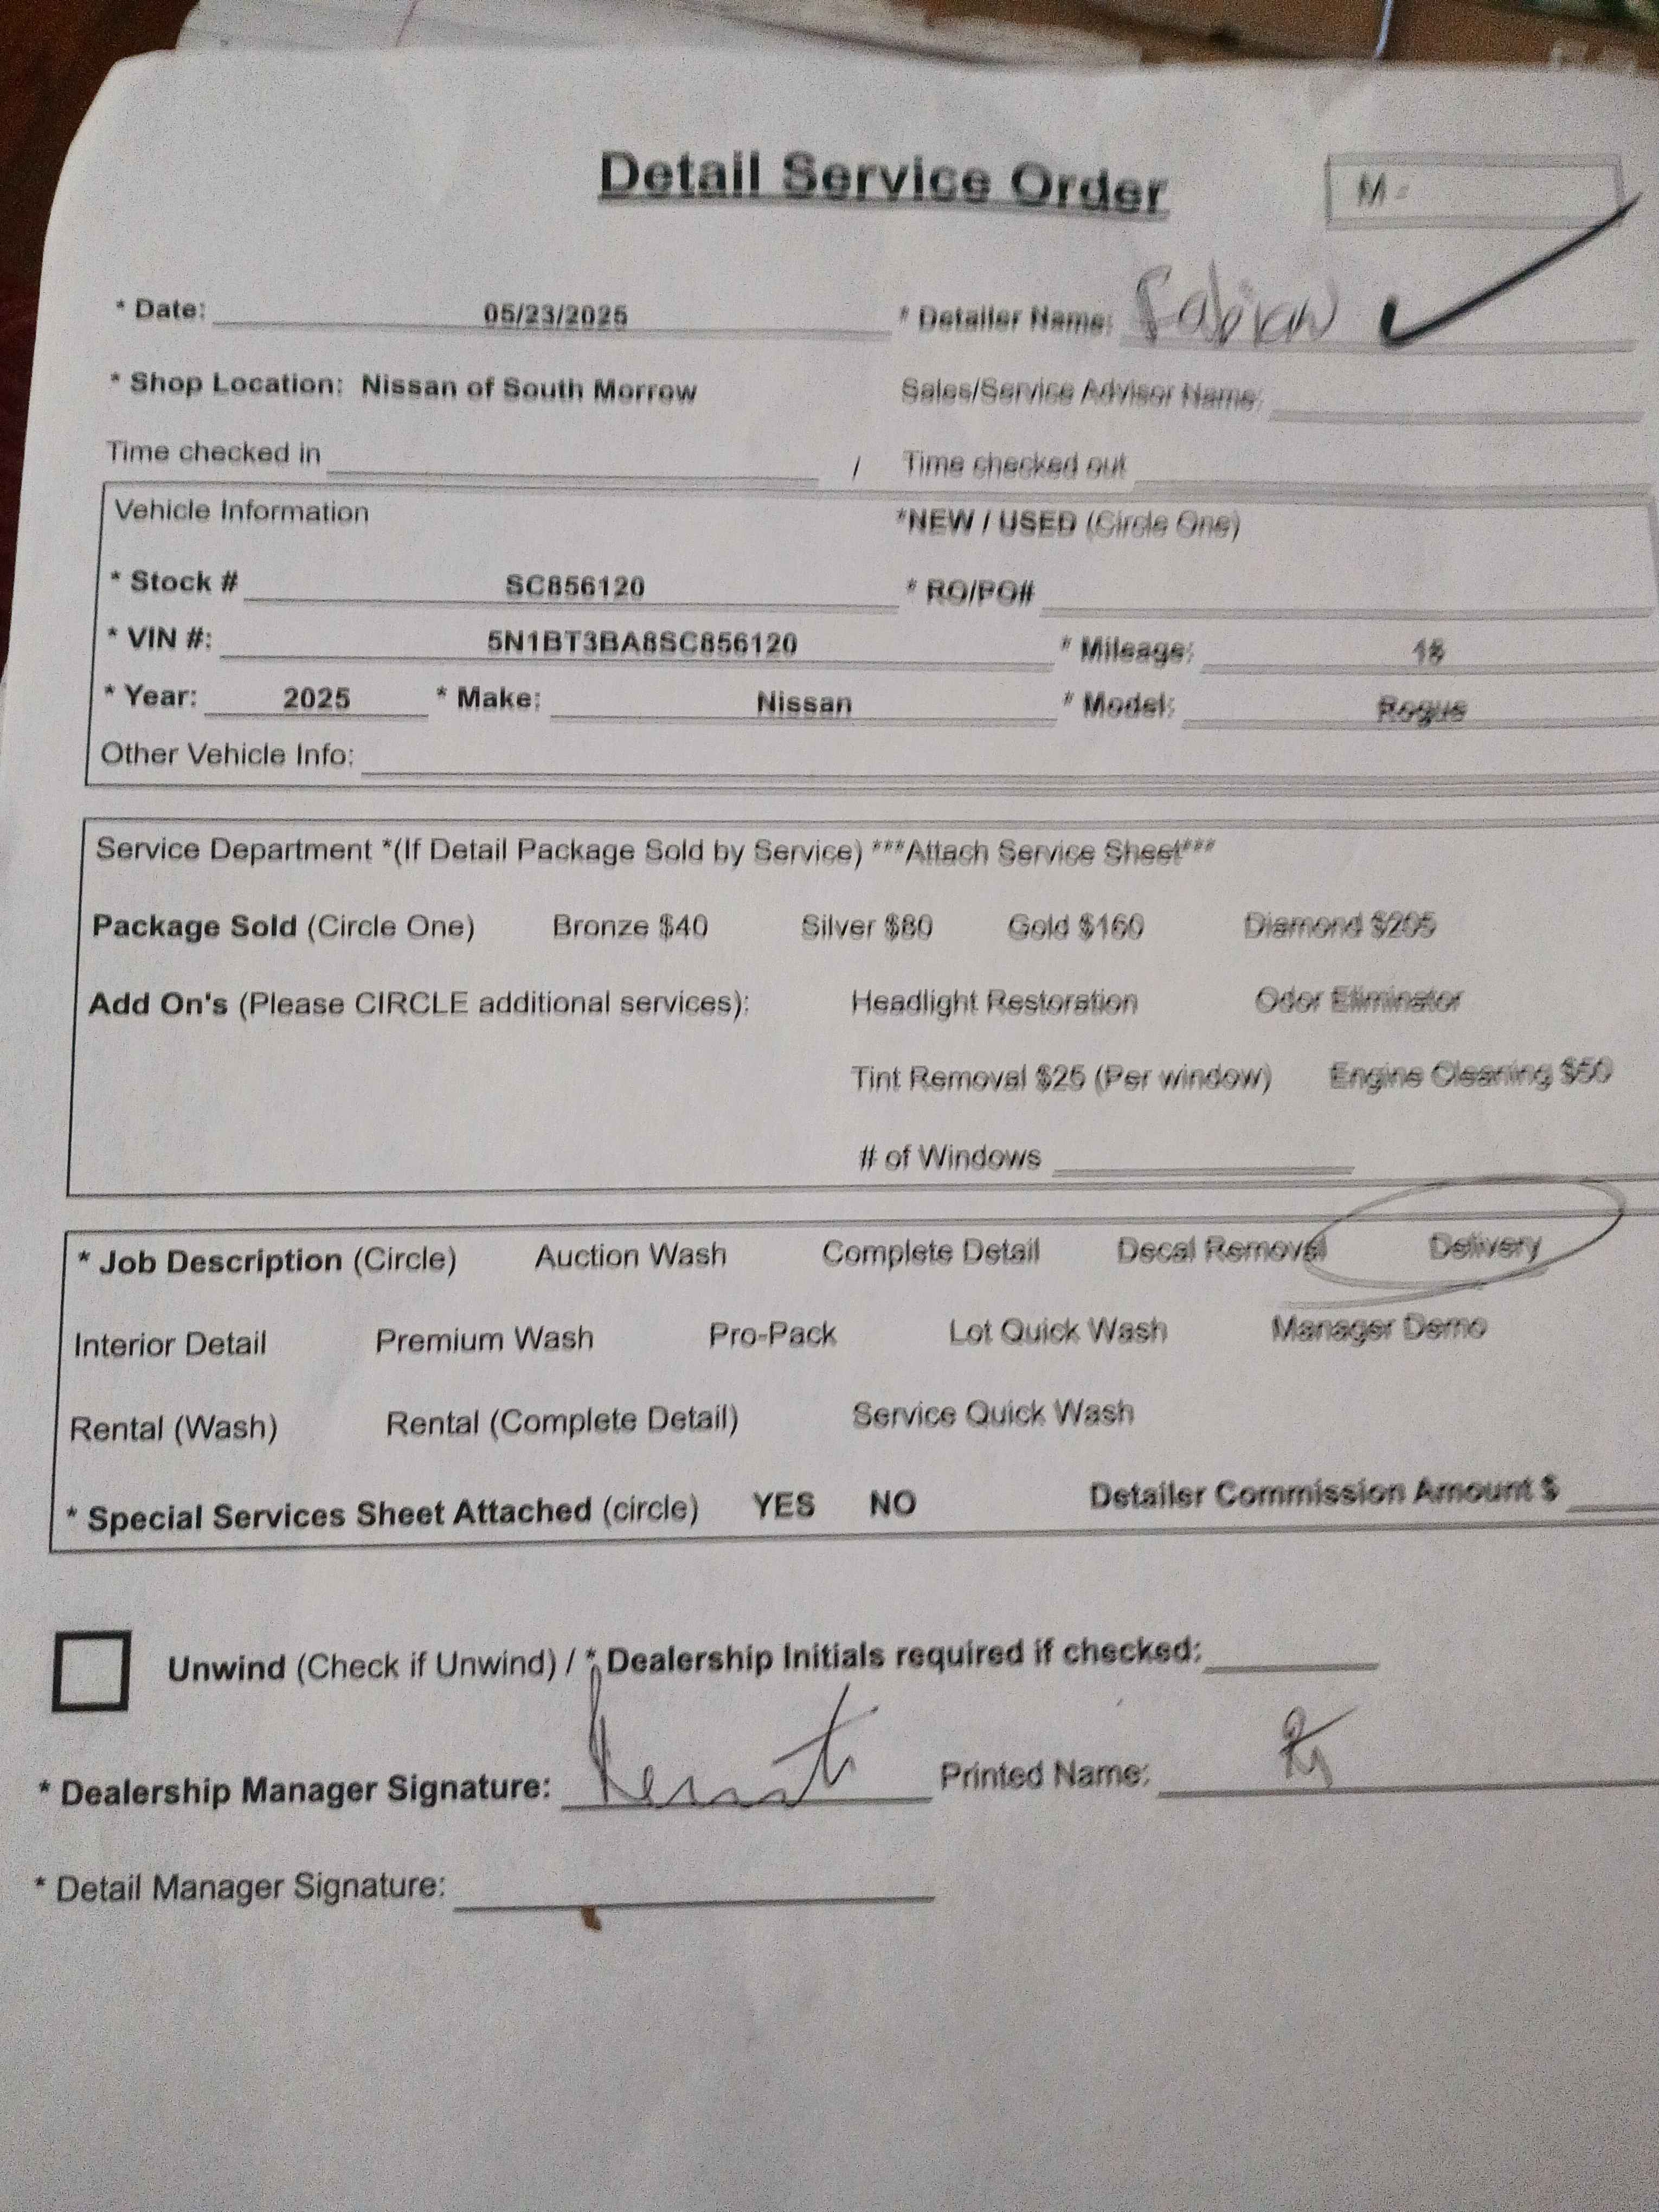 Detail Service Order
M -
* Date: 05/23/2025 * Detailer Name: Fabian
* Shop Location: Nissan of South Morrow Sales/Service Advisor Name:
Time checked in / Time checked out
Vehicle Information *NEW / USED (Circle One)
* Stock # SC856120 * RO/PO#
* VIN #: 5N1BT3BA8SC856120 * Mileage:
* Year: 2025 * Make: Nissan * Model: Rogue
Other Vehicle Info:
Service Department *(If Detail Package Sold by Service) ***Attach Service Sheet***
Package Sold (Circle One) Bronze $40 Silver $80 Gold $160 Diamond $205
Add On's (Please CIRCLE additional services): Headlight Restoration Odor Eliminator
Tint Removal $25 (Per window) Engine Cleaning $50
# of Windows
* Job Description (Circle) Auction Wash Complete Detail Decal Removal Delivery
Interior Detail Premium Wash Pro-Pack Lot Quick Wash Manager Demo
Rental (Wash) Rental (Complete Detail) Service Quick Wash
* Special Services Sheet Attached (circle) YES NO Detailer Commission Amount $
Unwind (Check if Unwind) / * Dealership Initials required if checked:
* Dealership Manager Signature: Printed Name:
* Detail Manager Signature: